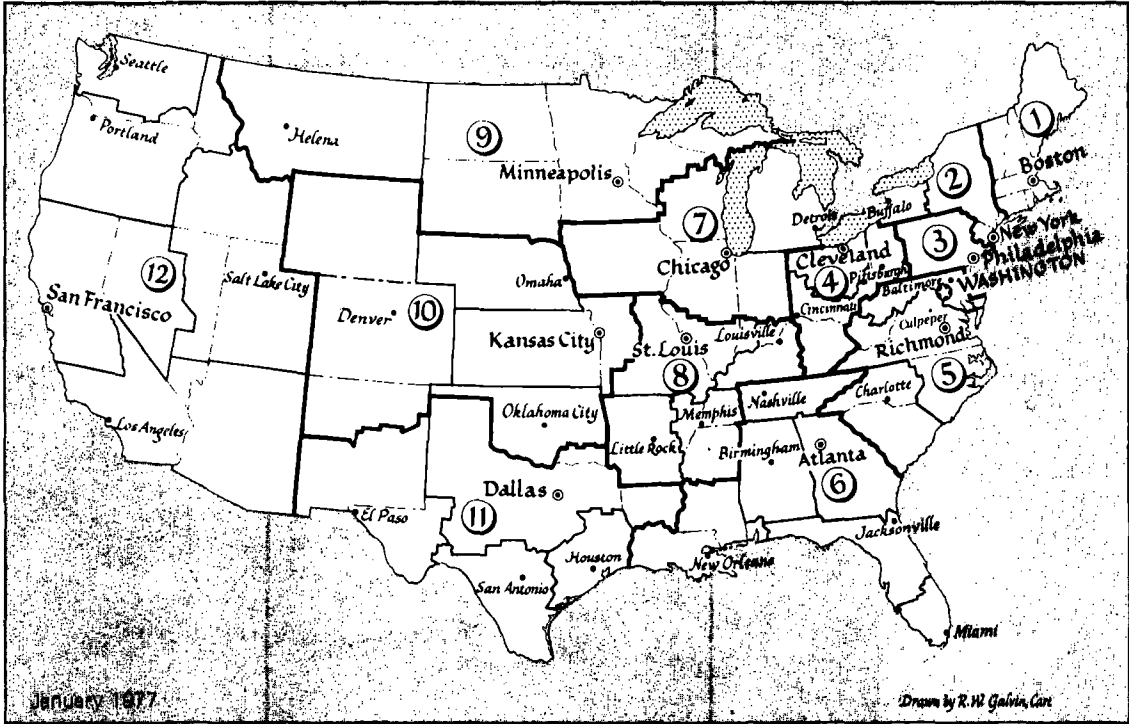 Seattle
Portland
Helena
9
Minneapolis
1
Boston
2
Buffalo
Detroit
7
3
New York
Philadelphia
Cleveland
Chicago
4
Pittsburgh
WASHINGTON
Baltimore
Cincinnati
12
Salt Lake City
San Francisco
Omaha
10
Denver
Kansas City
St. Louis
Louisville
Culpeper
Richmond
8
5
Charlotte
Nashville
Memphis
Oklahoma City
Los Angeles
Little Rock
Birmingham
Atlanta
6
Dallas
11
El Paso
Jacksonville
Houston
New Orleans
San Antonio
Miami
January 1977
Drawn by R.W. Galvin, Cart.